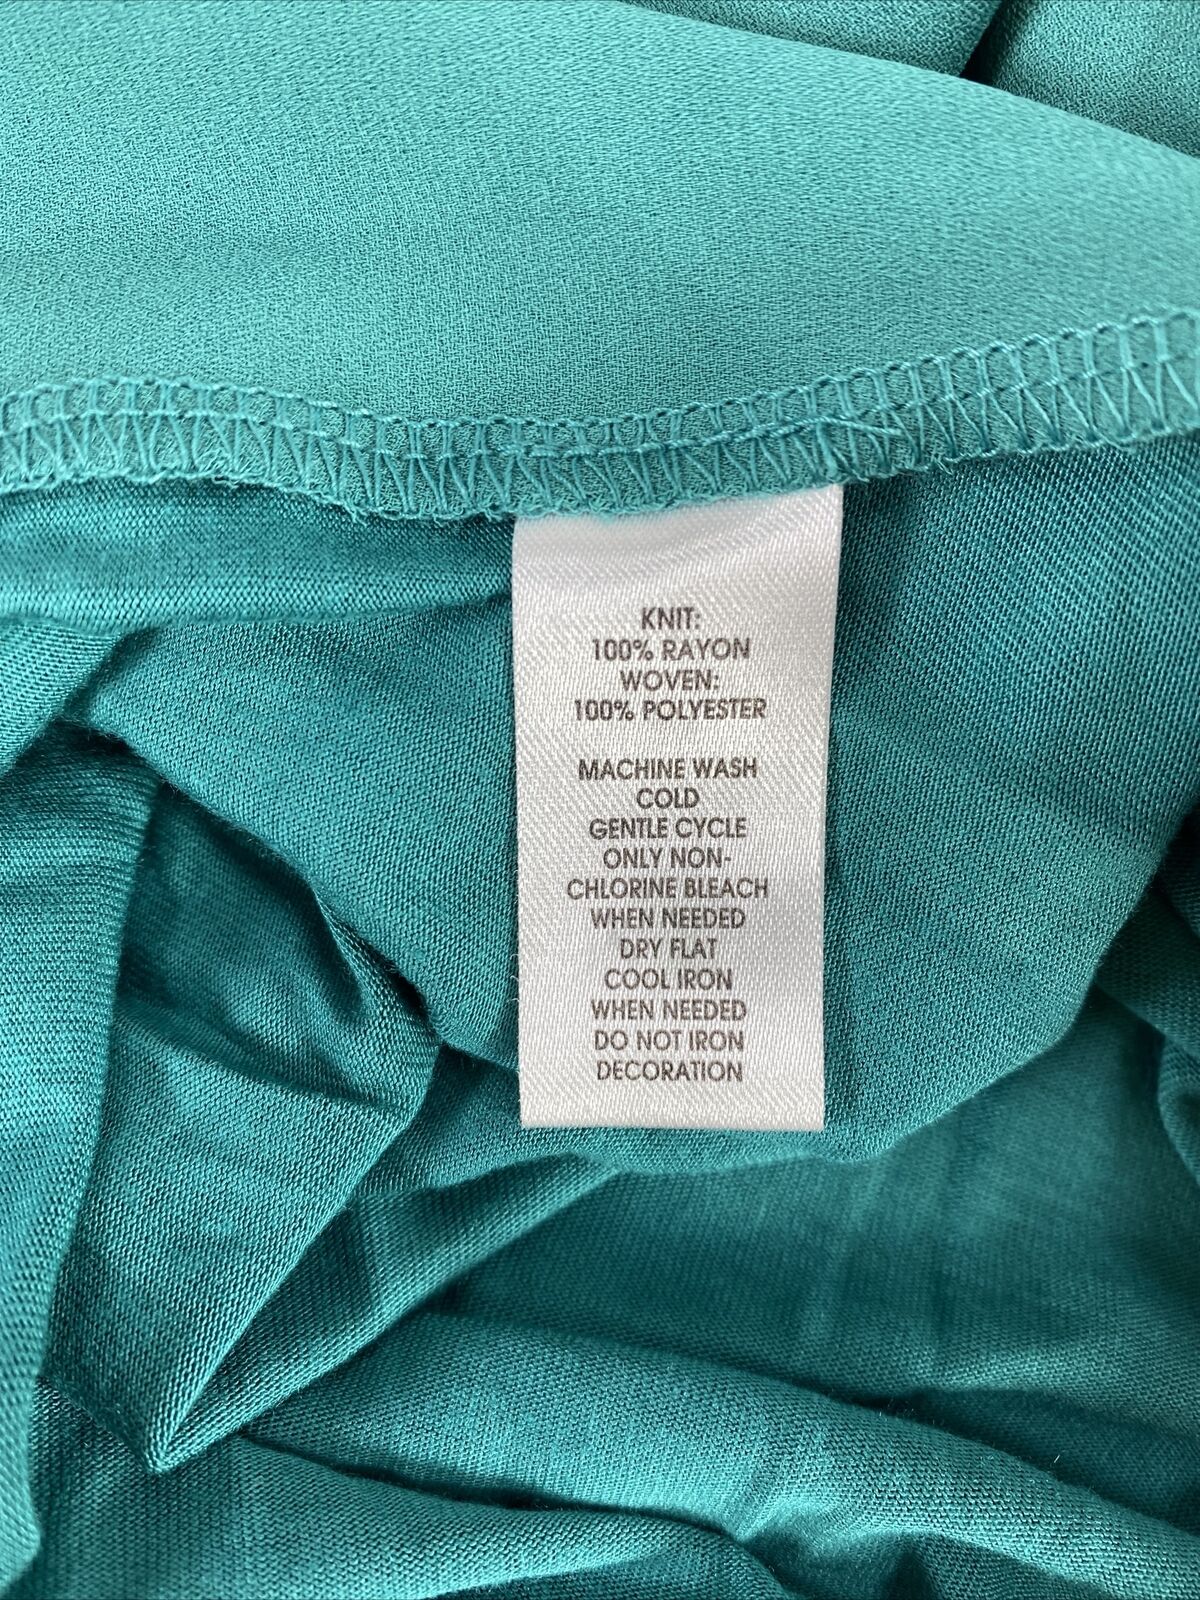 KNIT:
100% RAYON
WOVEN:
100% POLYESTER
MACHINE WASH
COLD
GENTLE CYCLE
ONLY NON-
CHLORINE BLEACH
WHEN NEEDED
DRY FLAT
COOL IRON
WHEN NEEDED
DO NOT IRON
DECORATION